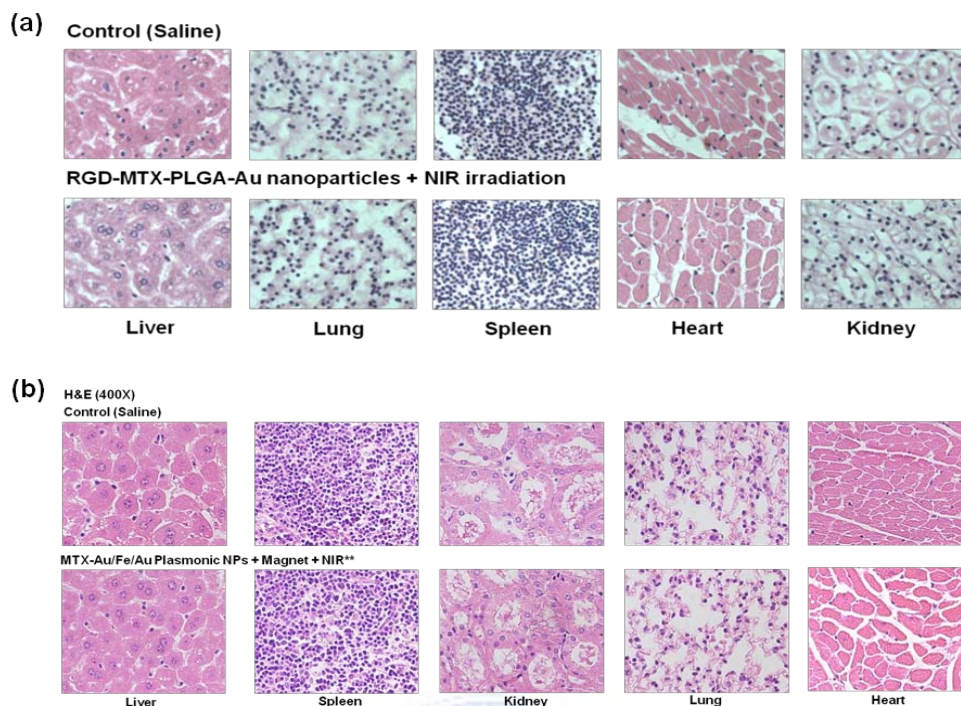 (a)
Control (Saline)
RGD-MTX-PLGA-Au nanoparticles + NIR irradiation
Liver Lung Spleen Heart Kidney
(b)
H&E (400X)
Control (Saline)
MTX-Au/Fe/Au Plasmonic NPs + Magnet + NIR**
Liver Spleen Kidney Lung Heart